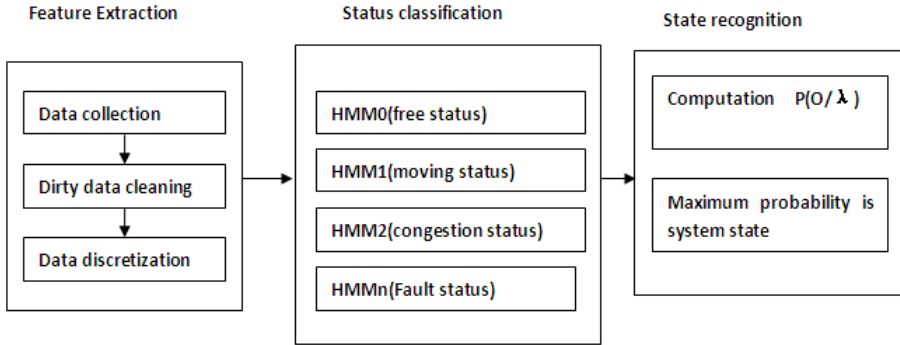 Feature Extraction
Data collection
Dirty data cleaning
Data discretization
Status classification
HMM0(free status)
HMM1(moving status)
HMM2(congestion status)
HMMn(Fault status)
State recognition
Computation P(O/λ)
Maximum probability is
system state